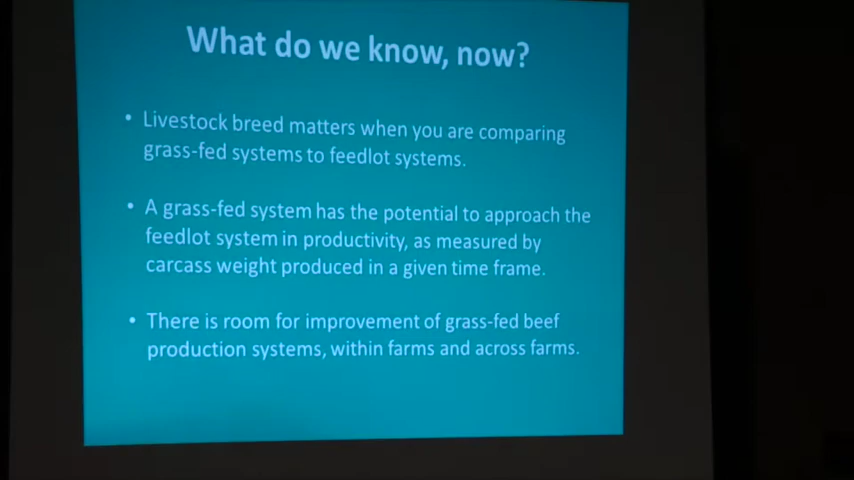 What do we know, now?
• Livestock breed matters when you are comparing
grass-fed systems to feedlot systems.
• A grass-fed system has the potential to approach the
feedlot system in productivity, as measured by
carcass weight produced in a given time frame.
• There is room for improvement of grass-fed beef
production systems, within farms and across farms.